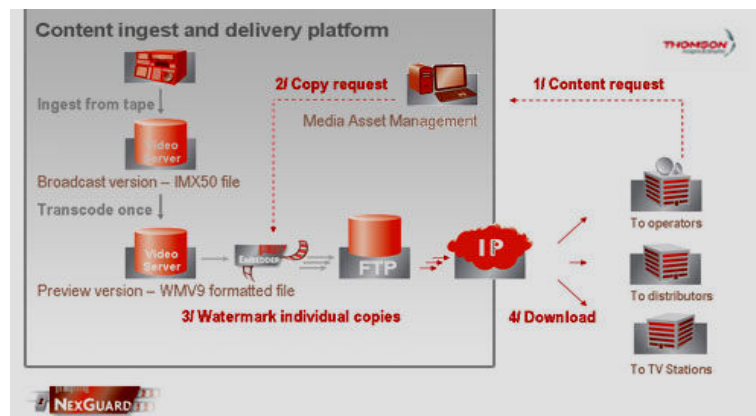 Content ingest and delivery platform
THOMSON
2/ Copy request
1/ Content request
Ingest from tape
Media Asset Management
Video
Server
Broadcast version – IMX50 file
To operators
Transcode once
Video
Server
EMBEDDER
FTP
IP
To distributors
Preview version – WMV9 formatted file
3/ Watermark individual copies
4/ Download
To TV Stations
NEXGUARD